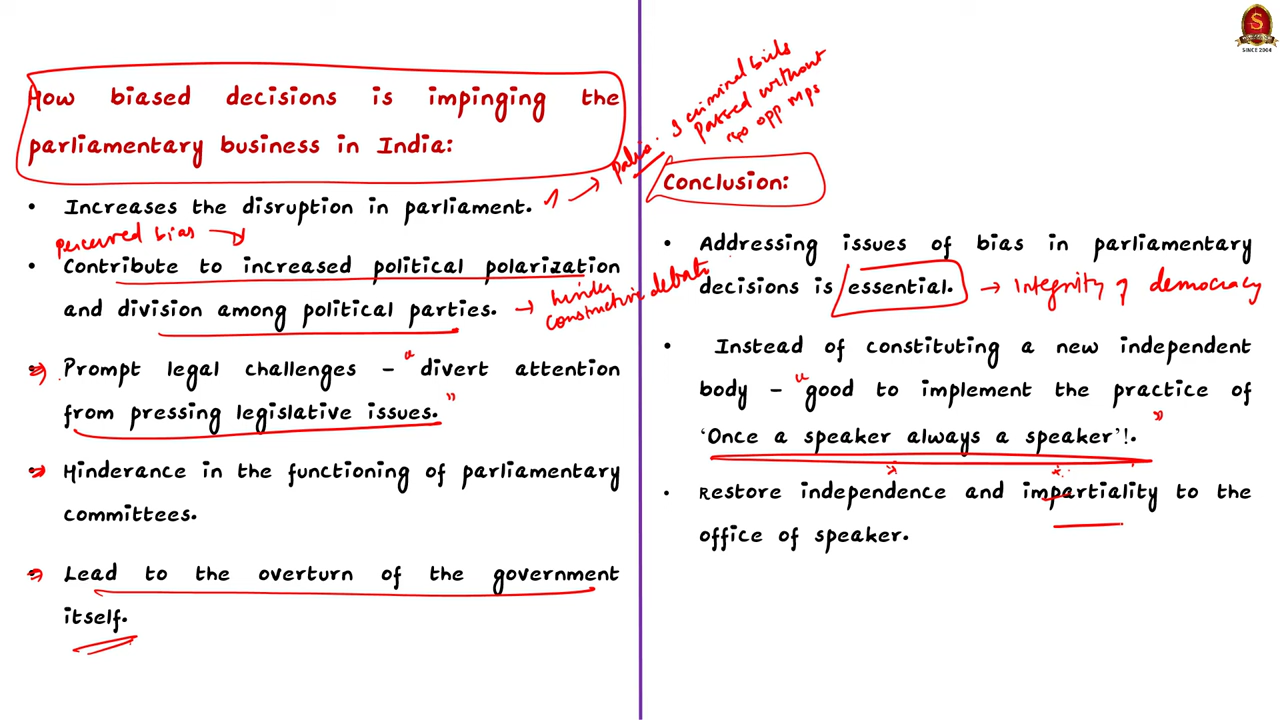 How biased decisions is impinging the
parliamentary business in India:
• Increases the disruption in parliament.
perceived bias
• Contribute to increased political polarization
and division among political parties.
hinder
constructive debate
Prompt legal challenges - "divert attention
from pressing legislative issues."
Hinderance in the functioning of parliamentary
committees.
Lead to the overturn of the government
itself.
3 criminal bills
passed without
140 opp MPs
Conclusion:
• Addressing issues of bias in parliamentary
decisions is essential. → Integrity of democracy
• Instead of constituting a new independent
body - "good to implement the practice of
'Once a speaker always a speaker'!."
• Restore independence and impartiality to the
office of speaker.
S
SINCE 2004